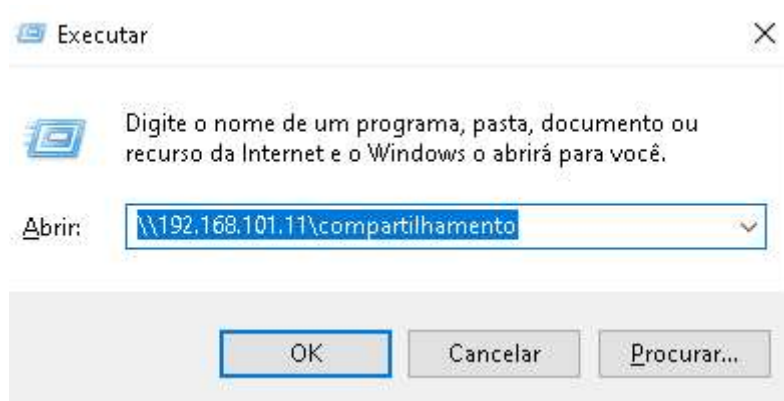 Executar
Digite o nome de um programa, pasta, documento ou
recurso da Internet e o Windows o abrirá para você.
Abrir: \\192.168.101.11\compartilhamento
OK Cancelar Procurar...